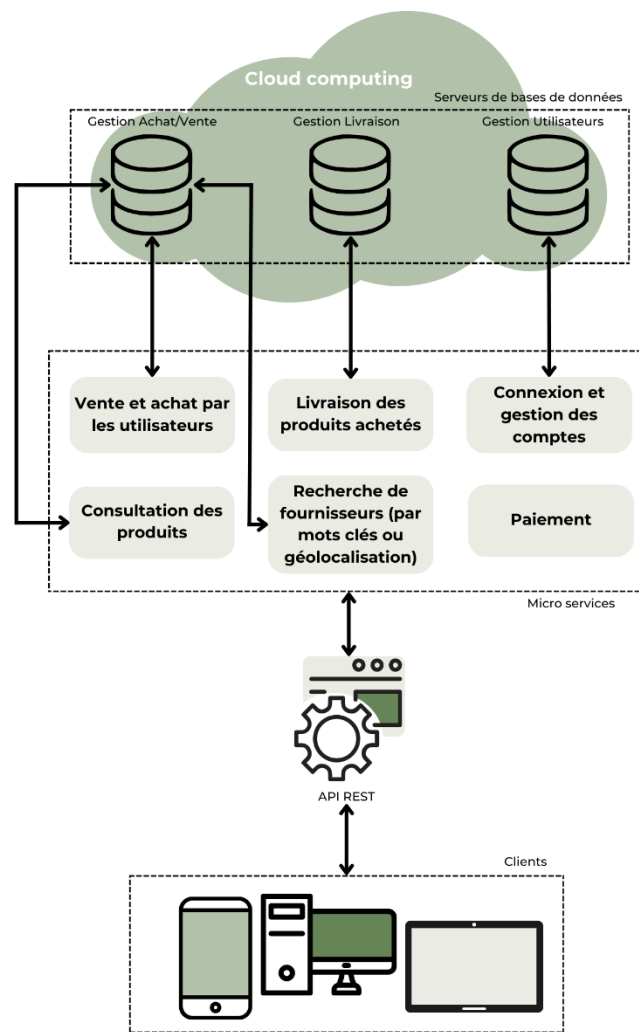 Cloud computing
Serveurs de bases de données
Gestion Achat/Vente
Gestion Livraison
Gestion Utilisateurs
Vente et achat par
les utilisateurs
Livraison des
produits achetés
Connexion et
gestion des
comptes
Consultation des
produits
Recherche de
fournisseurs (par
mots clés ou
géolocalisation)
Paiement
Micro services
API REST
Clients